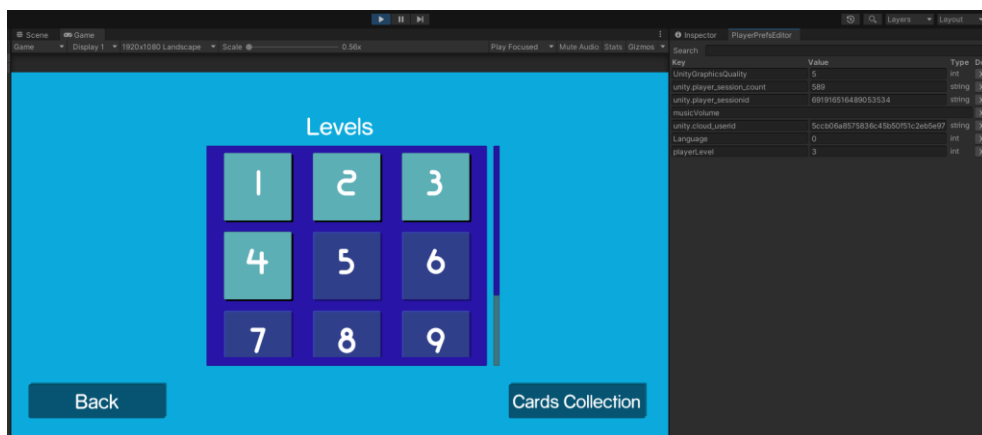 Layers Layout
Scene Game Inspector PlayerPrefsEditor
Game Display 1 1920x1080 Landscape Scale 0.56x Play Focused Mute Audio Stats Gizmos Search
Key Value Type De
UnityGraphicsQuality 5 int
unity.player_session_count 589 string
unity.player_sessionid 691916516489053534 string
musicVolume
unity.cloud_userid 5ccb06a8575836c45b50f51c2eb5e97 string
Language 0 int
playerLevel 3 int
Levels
1 2 3
4 5 6
7 8 9
Back Cards Collection